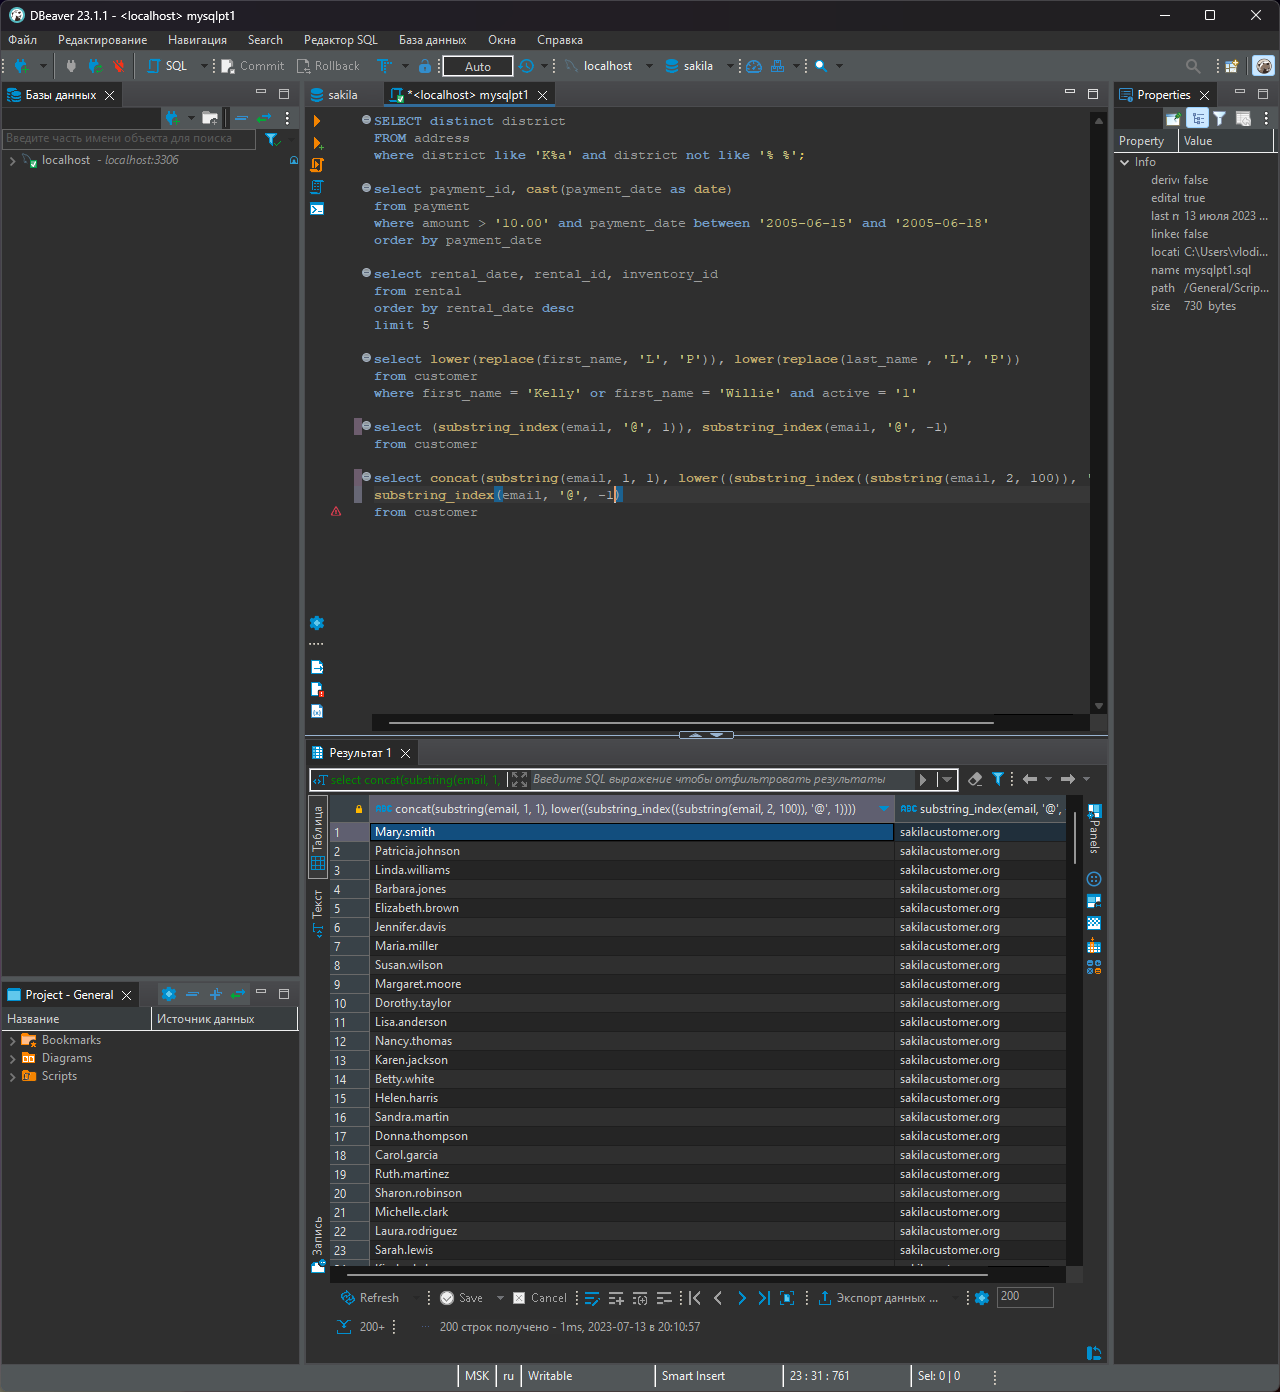 DBeaver 23.1.1 - <localhost> mysqlpt1
Файл Редактирование Навигация Search Редактор SQL База данных Окна Справка
SQL Commit Rollback Auto localhost sakila
Базы данных
Введите часть имени объекта для поиска
localhost - localhost:3306
sakila *<localhost> mysqlpt1
SELECT distinct district
FROM address
where district like 'K%a' and district not like '% %';
select payment_id, cast(payment_date as date)
from payment
where amount > '10.00' and payment_date between '2005-06-15' and '2005-06-18'
order by payment_date
select rental_date, rental_id, inventory_id
from rental
order by rental_date desc
limit 5
select lower(replace(first_name, 'L', 'P')), lower(replace(last_name , 'L', 'P'))
from customer
where first_name = 'Kelly' or first_name = 'Willie' and active = '1'
select (substring_index(email, '@', 1)), substring_index(email, '@', -1)
from customer
select concat(substring(email, 1, 1), lower((substring_index((substring(email, 2, 100)), '
substring_index(email, '@', -1)
from customer
Properties
Property Value
Info
false
true
13 июля 2023 ...
false
C:\Users\vlodi...
name mysqlpt1.sql
path /General/Scrip...
size 730 bytes
Результат 1
select concat(substring(email, 1, Введите SQL выражение чтобы отфильтровать результаты
Таблица
Текст
Запись
Panels
concat(substring(email, 1, 1), lower((substring_index((substring(email, 2, 100)), '@', 1)))) substring_index(email, '@',
1 Mary.smith sakilacustomer.org
2 Patricia.johnson sakilacustomer.org
3 Linda.williams sakilacustomer.org
4 Barbara.jones sakilacustomer.org
5 Elizabeth.brown sakilacustomer.org
6 Jennifer.davis sakilacustomer.org
7 Maria.miller sakilacustomer.org
8 Susan.wilson sakilacustomer.org
9 Margaret.moore sakilacustomer.org
10 Dorothy.taylor sakilacustomer.org
11 Lisa.anderson sakilacustomer.org
12 Nancy.thomas sakilacustomer.org
13 Karen.jackson sakilacustomer.org
14 Betty.white sakilacustomer.org
15 Helen.harris sakilacustomer.org
16 Sandra.martin sakilacustomer.org
17 Donna.thompson sakilacustomer.org
18 Carol.garcia sakilacustomer.org
19 Ruth.martinez sakilacustomer.org
20 Sharon.robinson sakilacustomer.org
21 Michelle.clark sakilacustomer.org
22 Laura.rodriguez sakilacustomer.org
23 Sarah.lewis sakilacustomer.org
Refresh Save Cancel Экспорт данных ... 200
200+ 200 строк получено - 1ms, 2023-07-13 в 20:10:57
Project - General
Название Источник данных
Bookmarks
Diagrams
Scripts
MSK ru Writable Smart Insert 23 : 31 : 761 Sel: 0 | 0